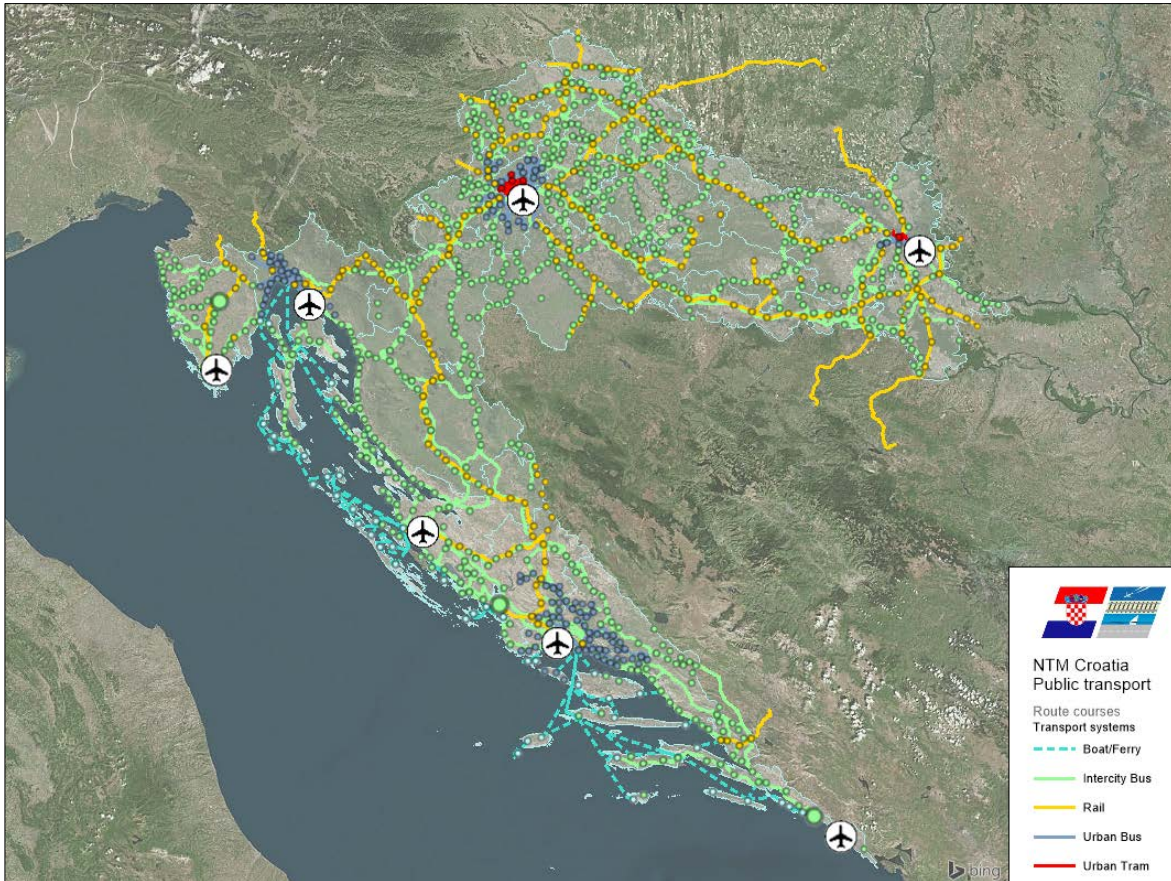 NTM Croatia
Public transport
Route courses
Transport systems
Boat/Ferry
Intercity Bus
Rail
Urban Bus
Urban Tram
bing